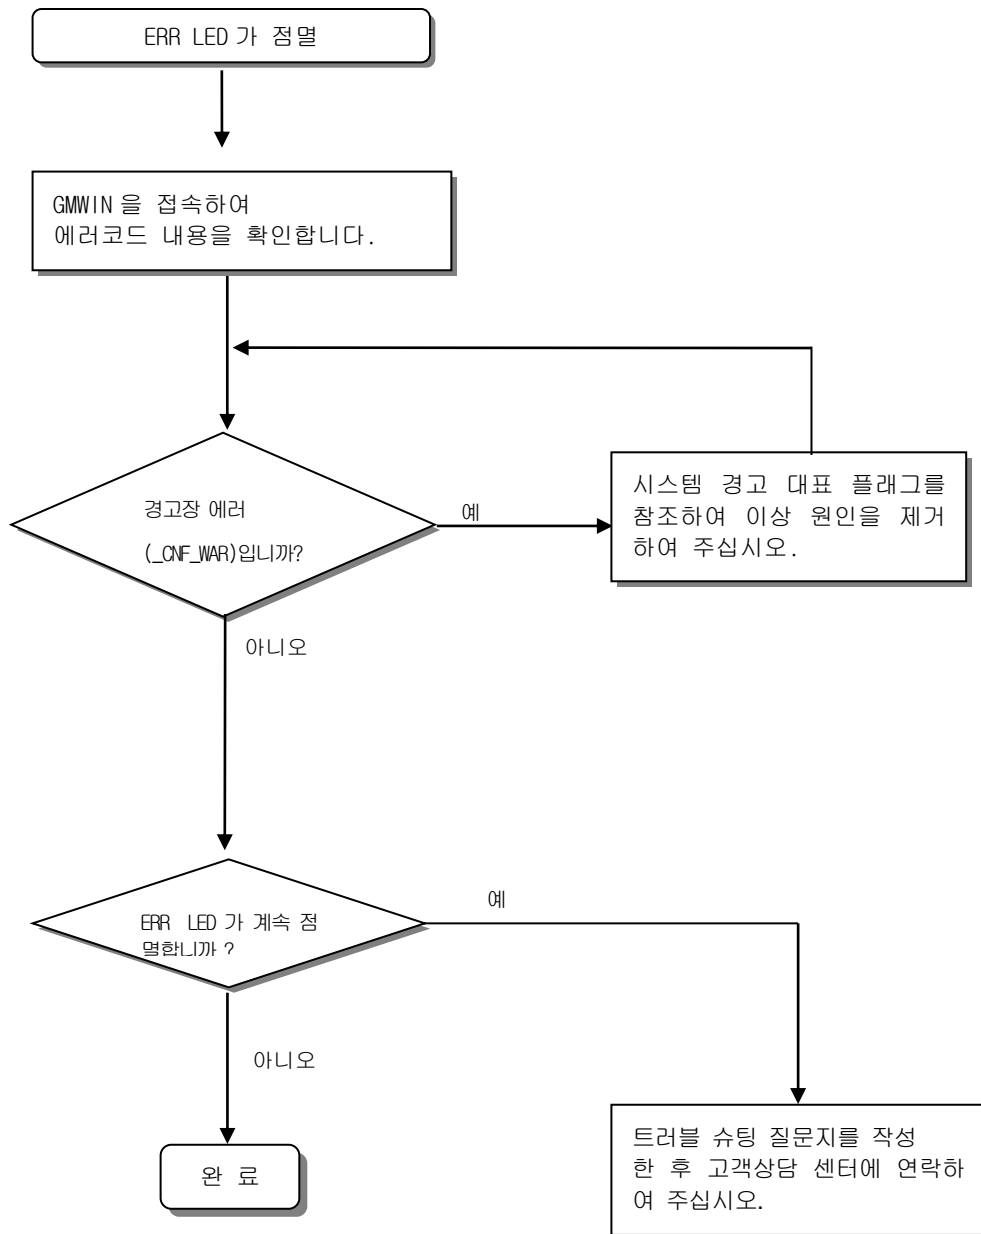 ERR LED 가 점멸
GMWIN 을 접속하여
에러코드 내용을 확인합니다.
경고장 에러
(_CNF_WAR)입니까?
예
시스템 경고 대표 플래그를
참조하여 이상 원인을 제거
하여 주십시오.
아니오
ERR LED 가 계속 점
멸합니까 ?
예
아니오
완 료
트러블 슈팅 질문지를 작성
한 후 고객상담 센터에 연락하
여 주십시오.